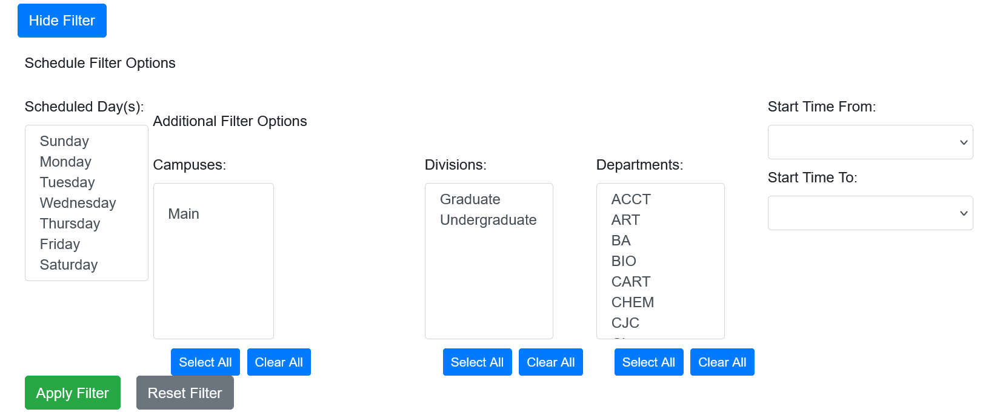 Hide Filter
Schedule Filter Options
Scheduled Day(s):
Sunday
Monday
Tuesday
Wednesday
Thursday
Friday
Saturday
Additional Filter Options
Campuses:
Main
Select All
Clear All
Divisions:
Graduate
Undergraduate
Select All
Clear All
Departments:
ACCT
ART
BA
BIO
CART
CHEM
CJC
Select All
Clear All
Start Time From:
Start Time To:
Apply Filter
Reset Filter